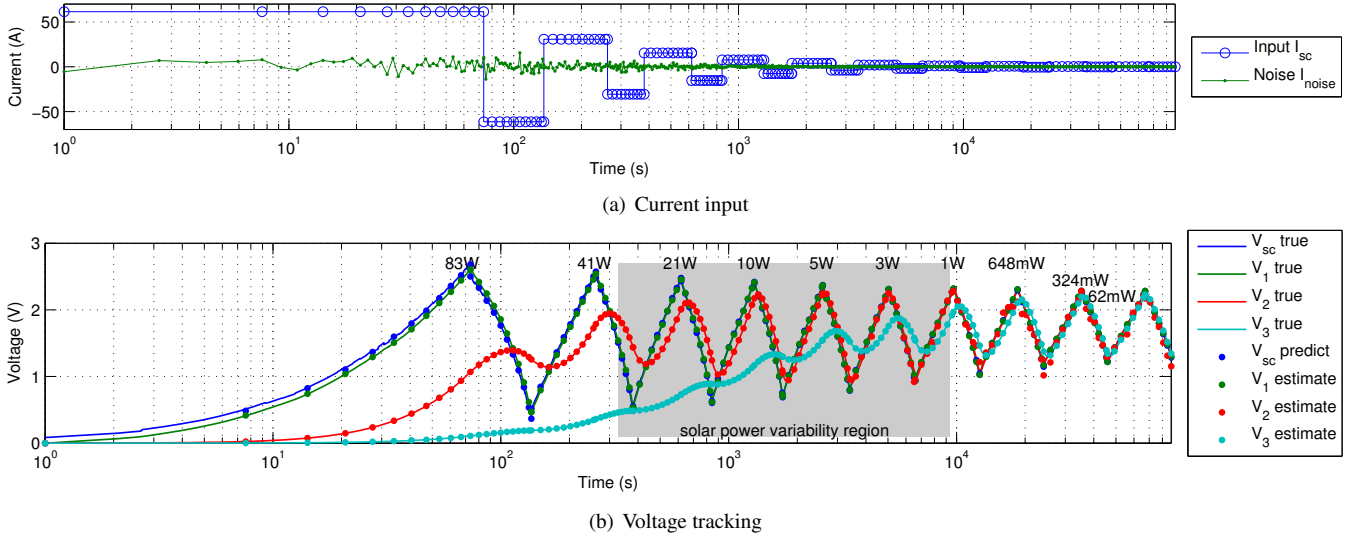 50
0
−50
Current (A)
10^0 10^1 10^2 10^3 10^4
Time (s)
Input I_sc
Noise I_noise
(a) Current input
3
2
1
0
Voltage (V)
83W 41W 21W 10W 5W 3W 1W 648mW 324mW 62mW
solar power variability region
10^0 10^1 10^2 10^3 10^4
Time (s)
V_sc true
V_1 true
V_2 true
V_3 true
V_sc predict
V_1 estimate
V_2 estimate
V_3 estimate
(b) Voltage tracking